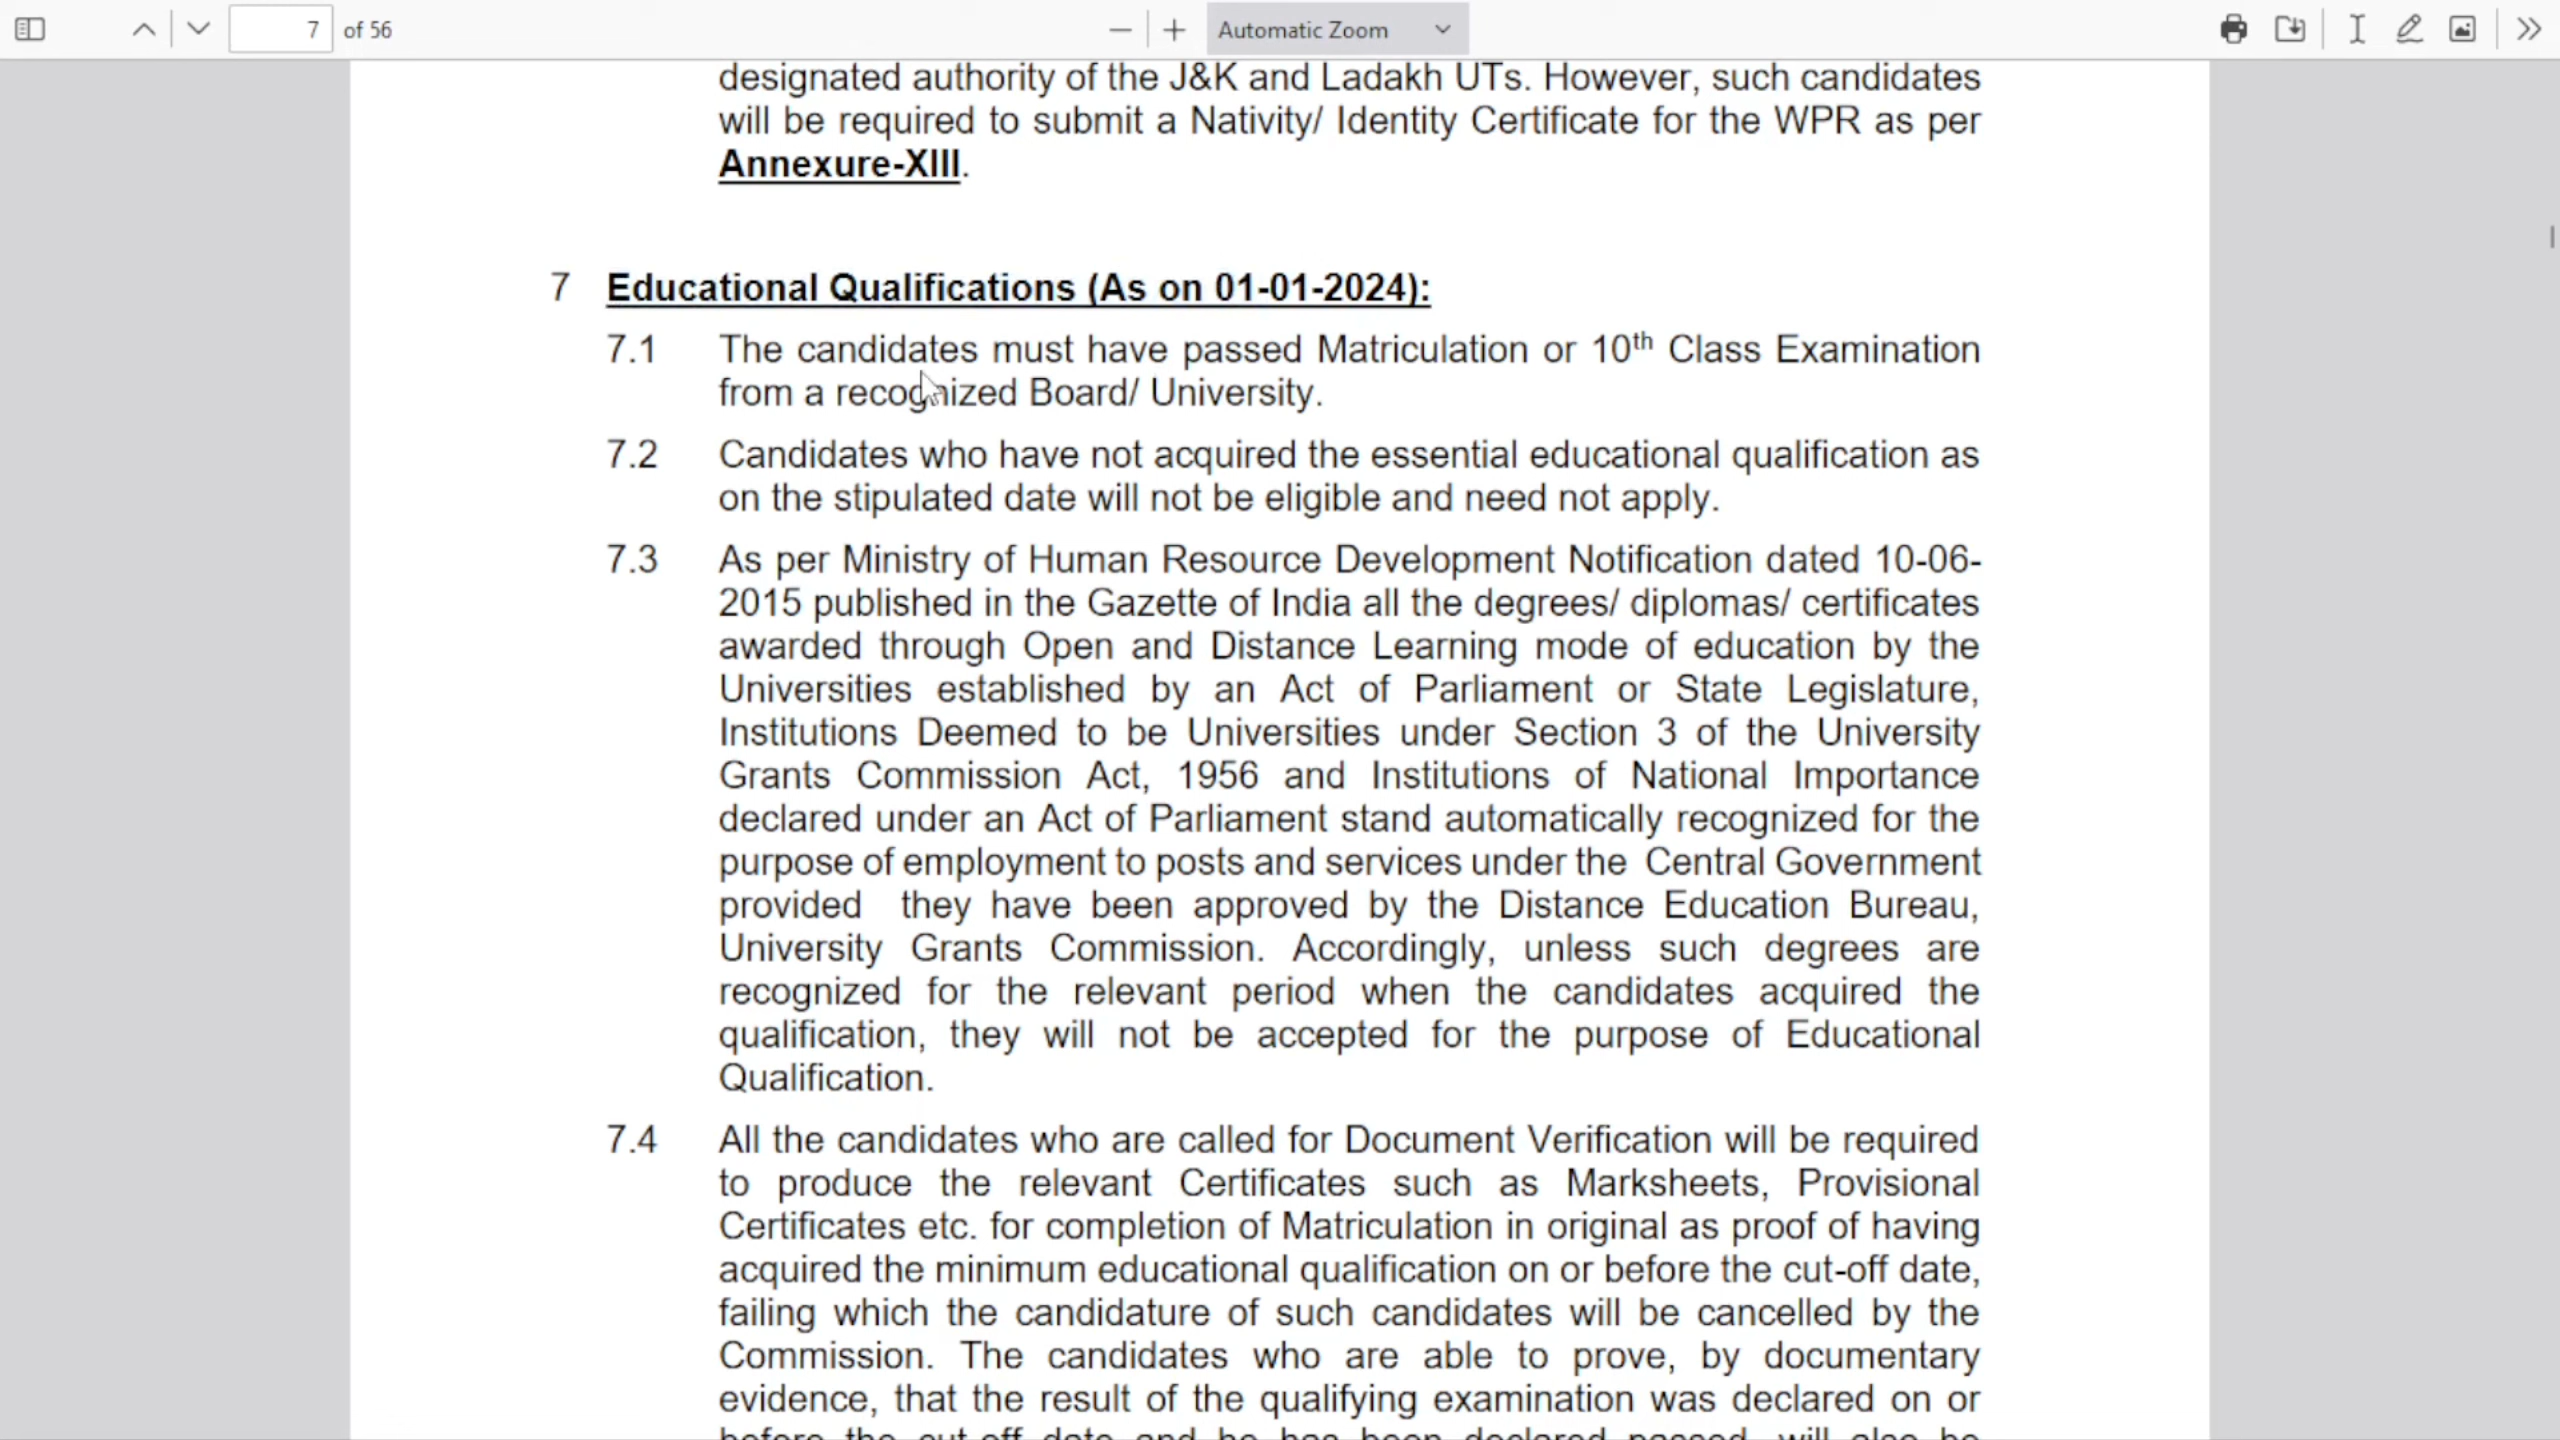 7 of 56 Automatic Zoom
designated authority of the J&K and Ladakh UTs. However, such candidates
will be required to submit a Nativity/ Identity Certificate for the WPR as per
Annexure-XIII.
7 Educational Qualifications (As on 01-01-2024):
7.1 The candidates must have passed Matriculation or 10th Class Examination
from a recognized Board/ University.
7.2 Candidates who have not acquired the essential educational qualification as
on the stipulated date will not be eligible and need not apply.
7.3 As per Ministry of Human Resource Development Notification dated 10-06-
2015 published in the Gazette of India all the degrees/ diplomas/ certificates
awarded through Open and Distance Learning mode of education by the
Universities established by an Act of Parliament or State Legislature,
Institutions Deemed to be Universities under Section 3 of the University
Grants Commission Act, 1956 and Institutions of National Importance
declared under an Act of Parliament stand automatically recognized for the
purpose of employment to posts and services under the Central Government
provided they have been approved by the Distance Education Bureau,
University Grants Commission. Accordingly, unless such degrees are
recognized for the relevant period when the candidates acquired the
qualification, they will not be accepted for the purpose of Educational
Qualification.
7.4 All the candidates who are called for Document Verification will be required
to produce the relevant Certificates such as Marksheets, Provisional
Certificates etc. for completion of Matriculation in original as proof of having
acquired the minimum educational qualification on or before the cut-off date,
failing which the candidature of such candidates will be cancelled by the
Commission. The candidates who are able to prove, by documentary
evidence, that the result of the qualifying examination was declared on or
before the cut-off date and he has been declared passed, will also be